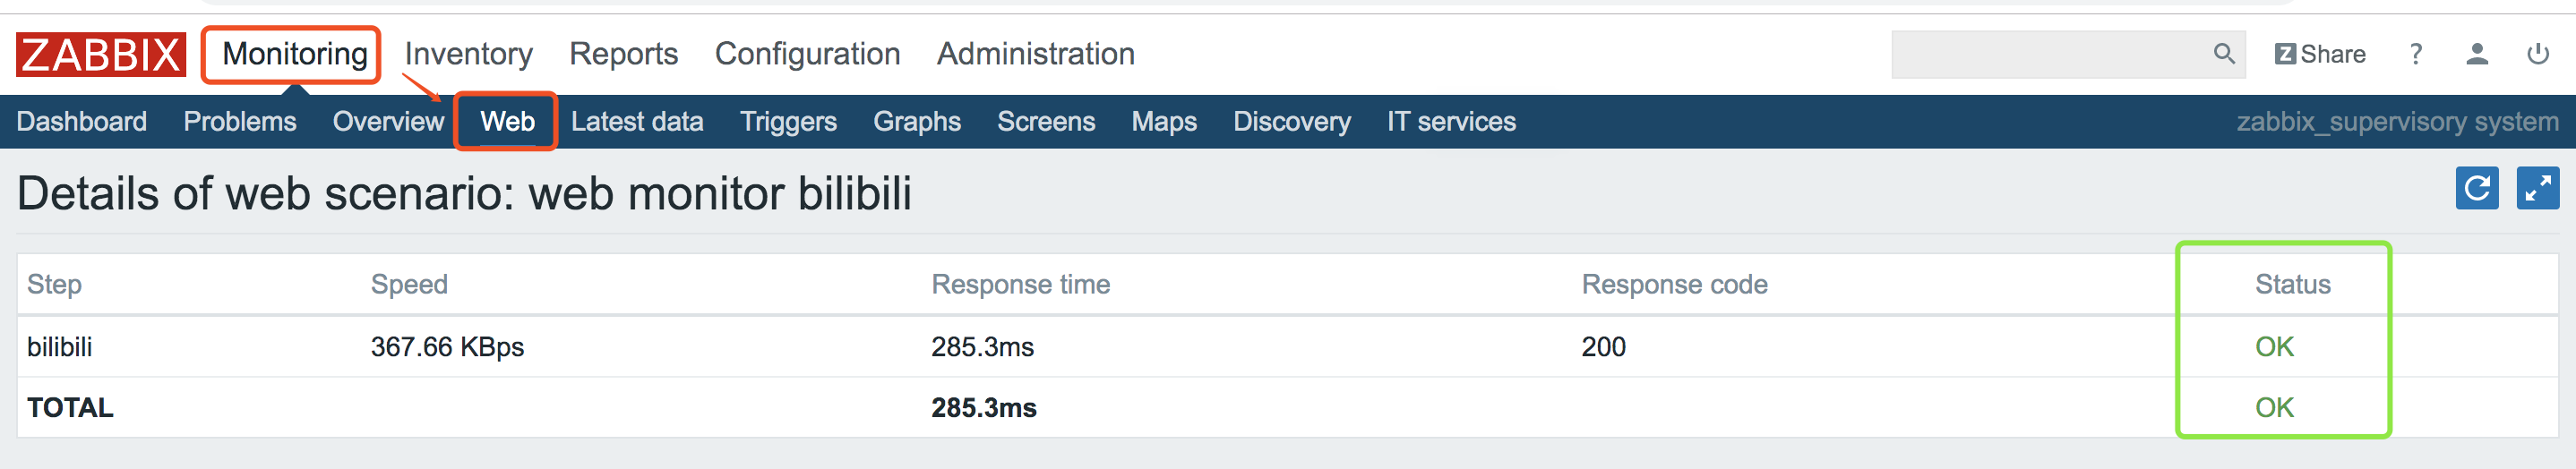 ZABBIX Monitoring Inventory Reports Configuration Administration Z Share ?
Dashboard Problems Overview Web Latest data Triggers Graphs Screens Maps Discovery IT services zabbix_supervisory system
Details of web scenario: web monitor bilibili
Step Speed Response time Response code Status
bilibili 367.66 KBps 285.3ms 200 OK
TOTAL 285.3ms OK